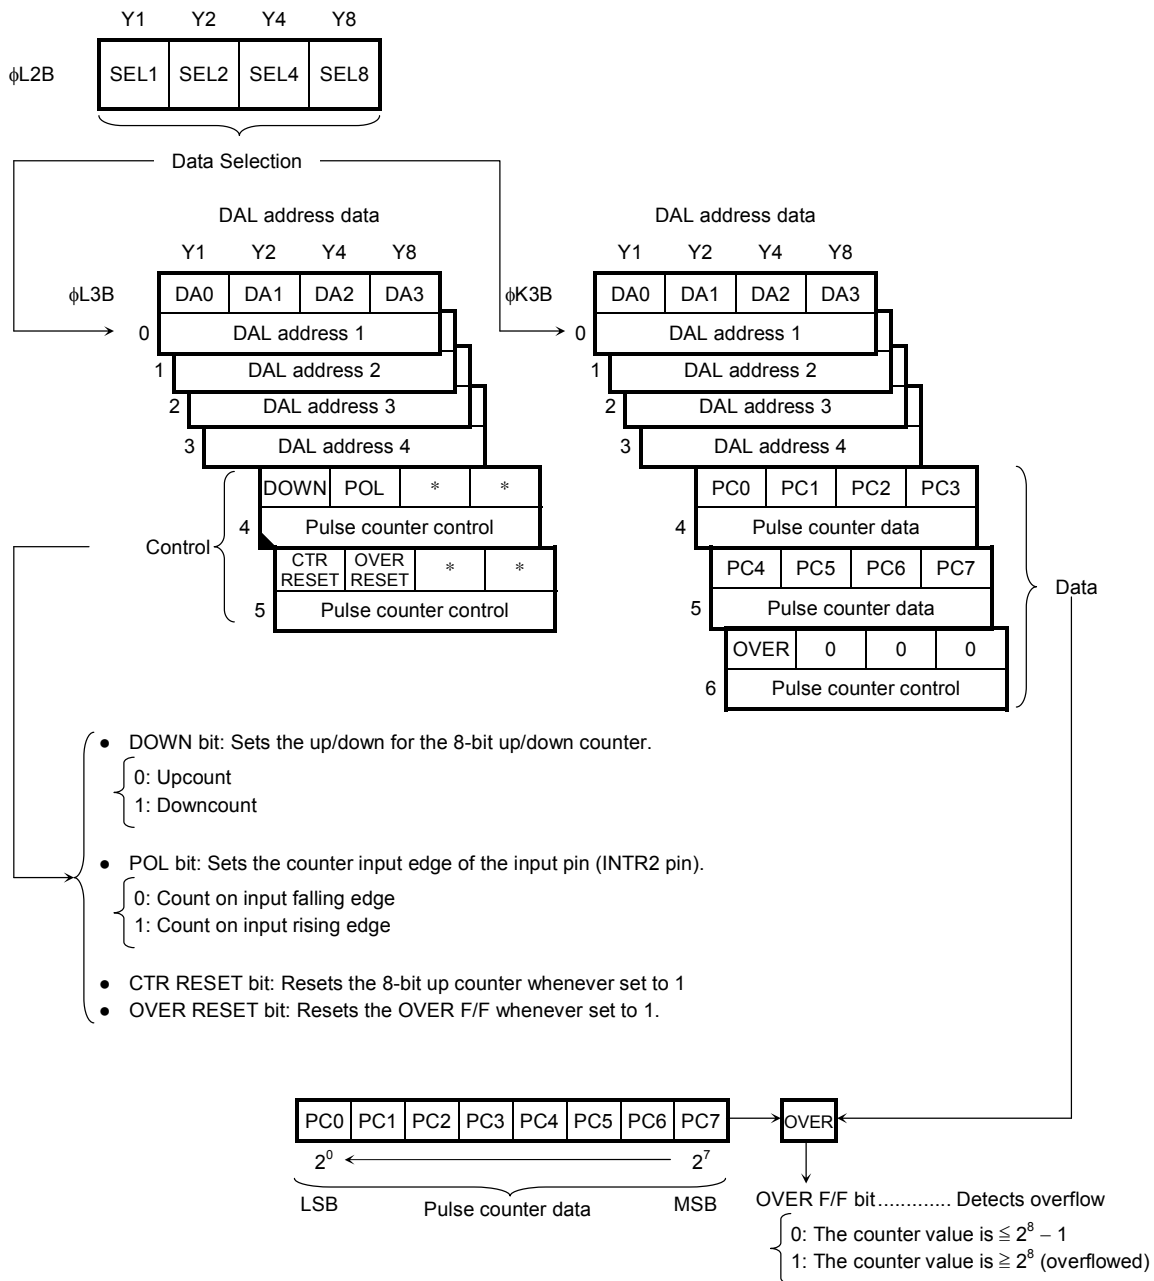 Y1 Y2 Y4 Y8
ϕL2B SEL1 SEL2 SEL4 SEL8
Data Selection
DAL address data
Y1 Y2 Y4 Y8
ϕL3B DA0 DA1 DA2 DA3
0 DAL address 1
1 DAL address 2
2 DAL address 3
3 DAL address 4
DOWN POL * *
4 Pulse counter control
Control
CTR RESET OVER RESET * *
5 Pulse counter control
DAL address data
Y1 Y2 Y4 Y8
ϕK3B DA0 DA1 DA2 DA3
0 DAL address 1
1 DAL address 2
2 DAL address 3
3 DAL address 4
PC0 PC1 PC2 PC3
4 Pulse counter data
PC4 PC5 PC6 PC7
5 Pulse counter data
Data
OVER 0 0 0
6 Pulse counter control
● DOWN bit: Sets the up/down for the 8-bit up/down counter.
0: Upcount
1: Downcount
● POL bit: Sets the counter input edge of the input pin (INTR2 pin).
0: Count on input falling edge
1: Count on input rising edge
● CTR RESET bit: Resets the 8-bit up counter whenever set to 1
● OVER RESET bit: Resets the OVER F/F whenever set to 1.
PC0 PC1 PC2 PC3 PC4 PC5 PC6 PC7 OVER
2⁰ 2⁷
LSB Pulse counter data MSB
OVER F/F bit............. Detects overflow
0: The counter value is ≦ 2⁸ − 1
1: The counter value is ≧ 2⁸ (overflowed)